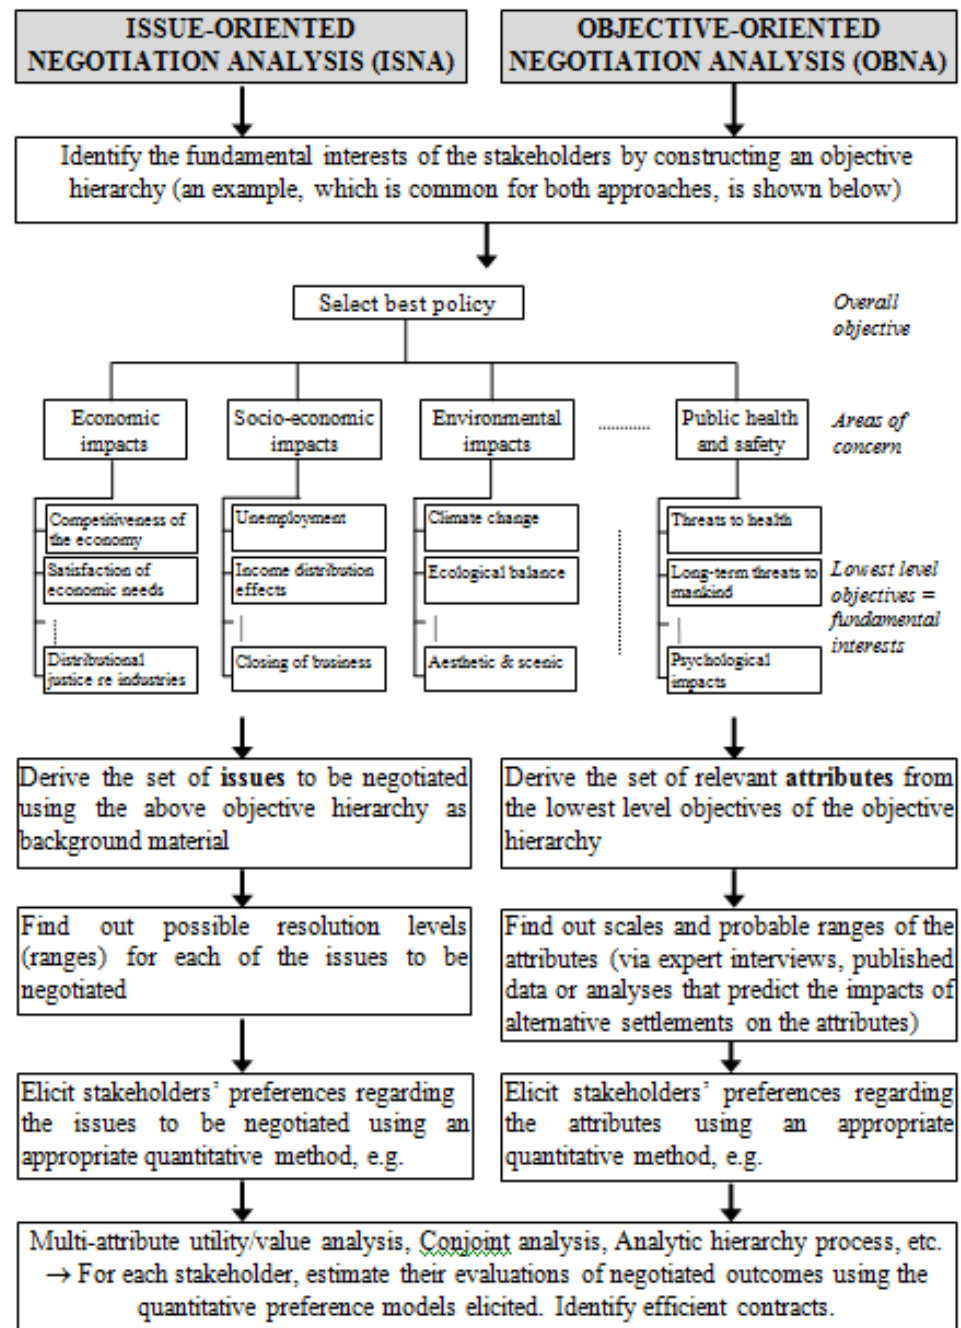 ISSUE-ORIENTED
NEGOTIATION ANALYSIS (ISNA)
OBJECTIVE-ORIENTED
NEGOTIATION ANALYSIS (OBNA)
Identify the fundamental interests of the stakeholders by constructing an objective
hierarchy (an example, which is common for both approaches, is shown below)
Select best policy
Overall
objective
Economic
impacts
Socio-economic
impacts
Environmental
impacts
Public health
and safety
Areas of
concern
Competitiveness of
the economy
Satisfaction of
economic needs
Distributional
justice re industries
Unemployment
Income distribution
effects
Closing of business
Climate change
Ecological balance
Aesthetic & scenic
Threats to health
Long-term threats to
mankind
Psychological
impacts
Lowest level
objectives =
fundamental
interests
Derive the set of issues to be negotiated
using the above objective hierarchy as
background material
Derive the set of relevant attributes from
the lowest level objectives of the objective
hierarchy
Find out possible resolution levels
(ranges) for each of the issues to be
negotiated
Find out scales and probable ranges of the
attributes (via expert interviews, published
data or analyses that predict the impacts of
alternative settlements on the attributes)
Elicit stakeholders’ preferences regarding
the issues to be negotiated using an
appropriate quantitative method, e.g.
Elicit stakeholders’ preferences regarding
the attributes using an appropriate
quantitative method, e.g.
Multi-attribute utility/value analysis, Conjoint analysis, Analytic hierarchy process, etc.
→ For each stakeholder, estimate their evaluations of negotiated outcomes using the
quantitative preference models elicited. Identify efficient contracts.